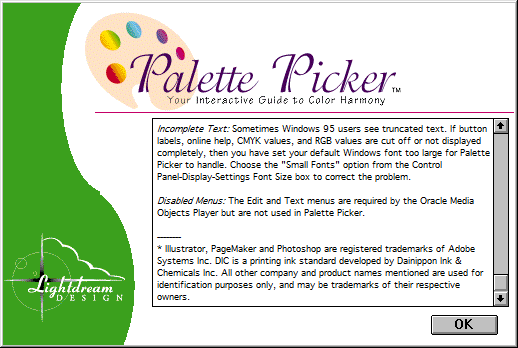 Palette Picker™
Your Interactive Guide to Color Harmony
Incomplete Text: Sometimes Windows 95 users see truncated text. If button
labels, online help, CMYK values, and RGB values are cut off or not displayed
completely, then you have set your default Windows font too large for Palette
Picker to handle. Choose the "Small Fonts" option from the Control
Panel-Display-Settings Font Size box to correct the problem.
Disabled Menus: The Edit and Text menus are required by the Oracle Media
Objects Player but are not used in Palette Picker.
--------
* Illustrator, PageMaker and Photoshop are registered trademarks of Adobe
Systems Inc. DIC is a printing ink standard developed by Dainippon Ink &
Chemicals Inc. All other company and product names mentioned are used for
identification purposes only, and may be trademarks of their respective
owners.
Lightdream
DESIGN
OK